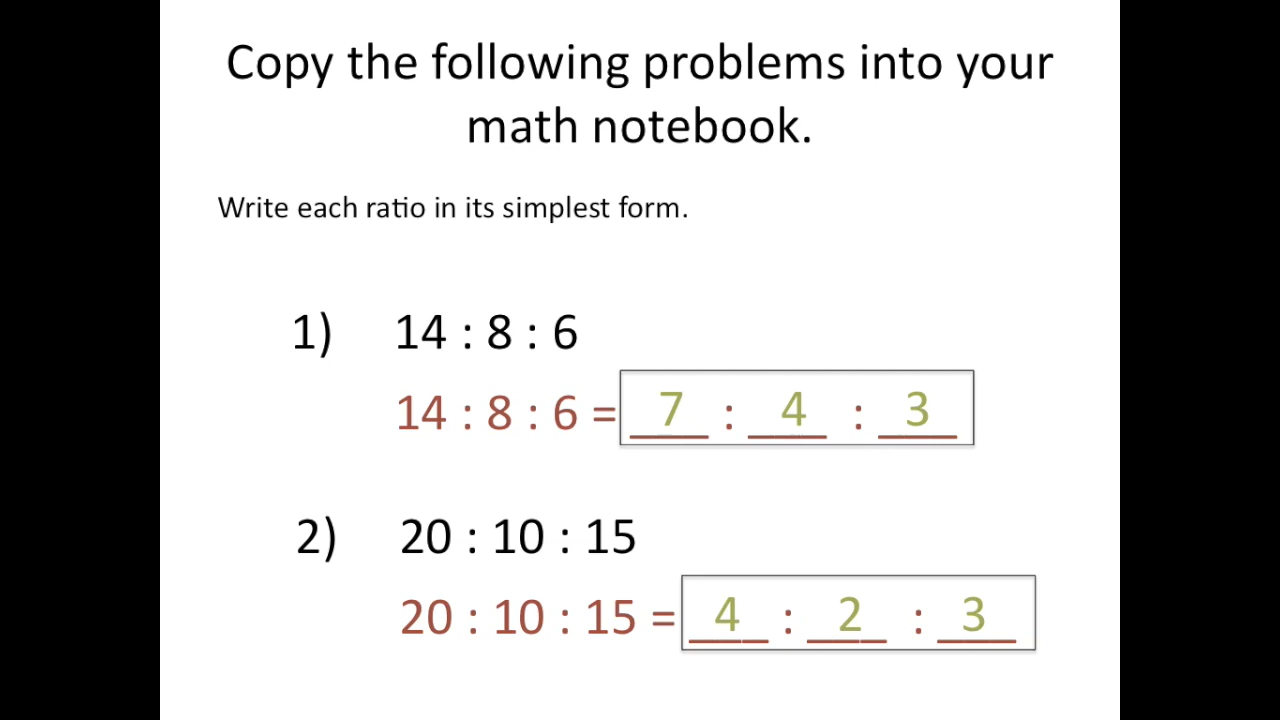 Copy the following problems into your
math notebook.
Write each ratio in its simplest form.
1) 14 : 8 : 6
14 : 8 : 6 = 7 : 4 : 3
2) 20 : 10 : 15
20 : 10 : 15 = 4 : 2 : 3